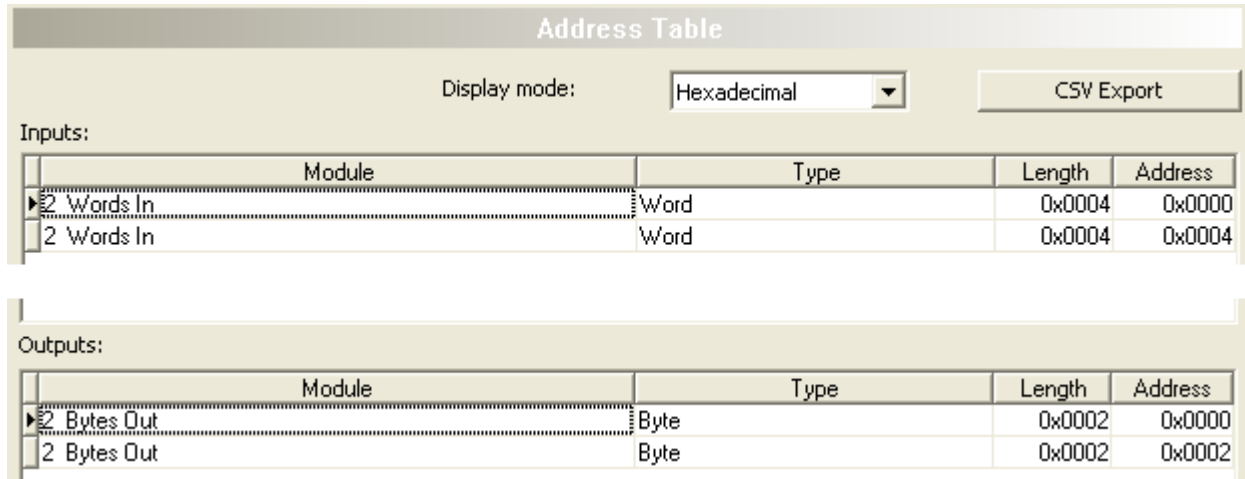 Address Table
Display mode: Hexadecimal CSV Export
Inputs:
Module Type Length Address
2 Words In Word 0x0004 0x0000
2 Words In Word 0x0004 0x0004
Outputs:
Module Type Length Address
2 Bytes Out Byte 0x0002 0x0000
2 Bytes Out Byte 0x0002 0x0002